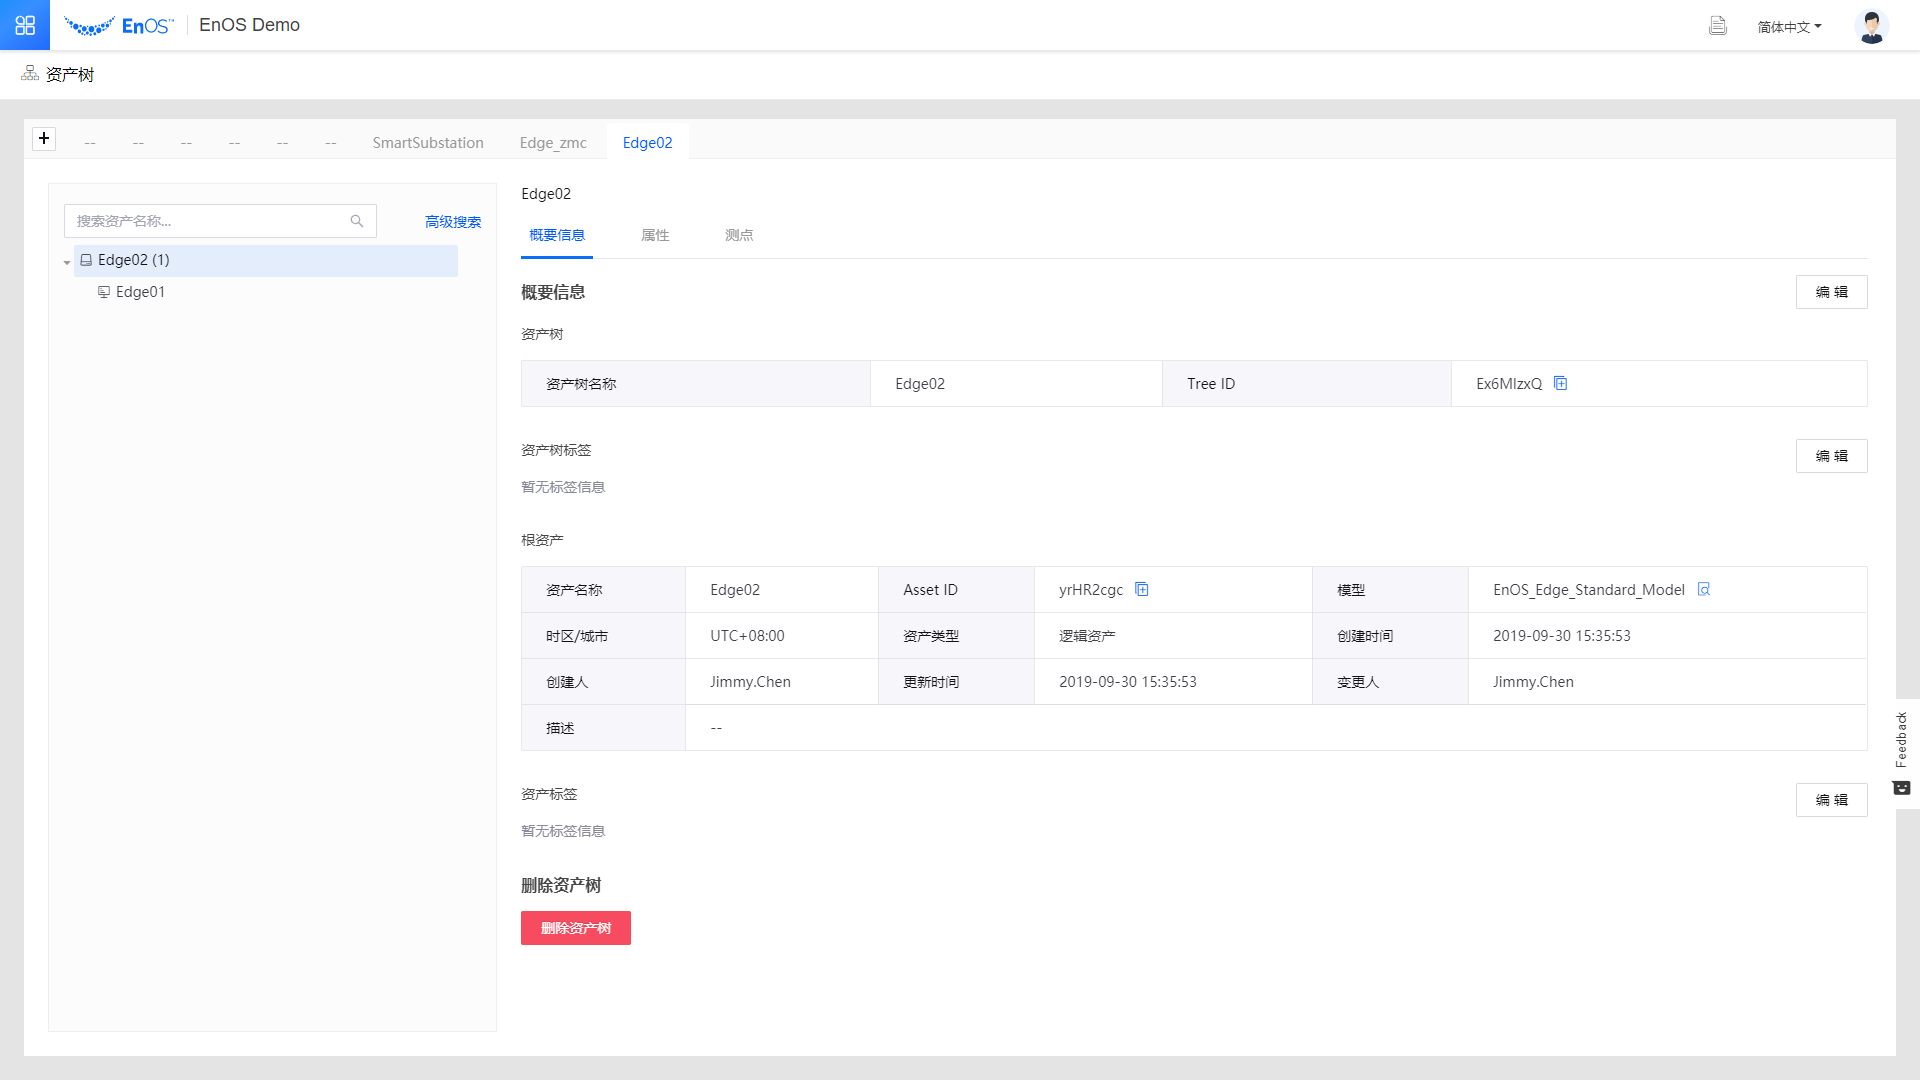 EnOS™ EnOS Demo 简体中文
资产树
+ -- -- -- -- -- -- SmartSubstation Edge_zmc Edge02
搜索资产名称... 高级搜索
Edge02 (1)
Edge01
Edge02
概要信息 属性 测点
概要信息 编 辑
资产树
资产树名称 Edge02 Tree ID Ex6MIzxQ
资产树标签 编 辑
暂无标签信息
根资产
资产名称 Edge02 Asset ID yrHR2cgc 模型 EnOS_Edge_Standard_Model
时区/城市 UTC+08:00 资产类型 逻辑资产 创建时间 2019-09-30 15:35:53
创建人 Jimmy.Chen 更新时间 2019-09-30 15:35:53 变更人 Jimmy.Chen
描述 --
资产标签 编 辑
暂无标签信息
删除资产树
删除资产树
Feedback